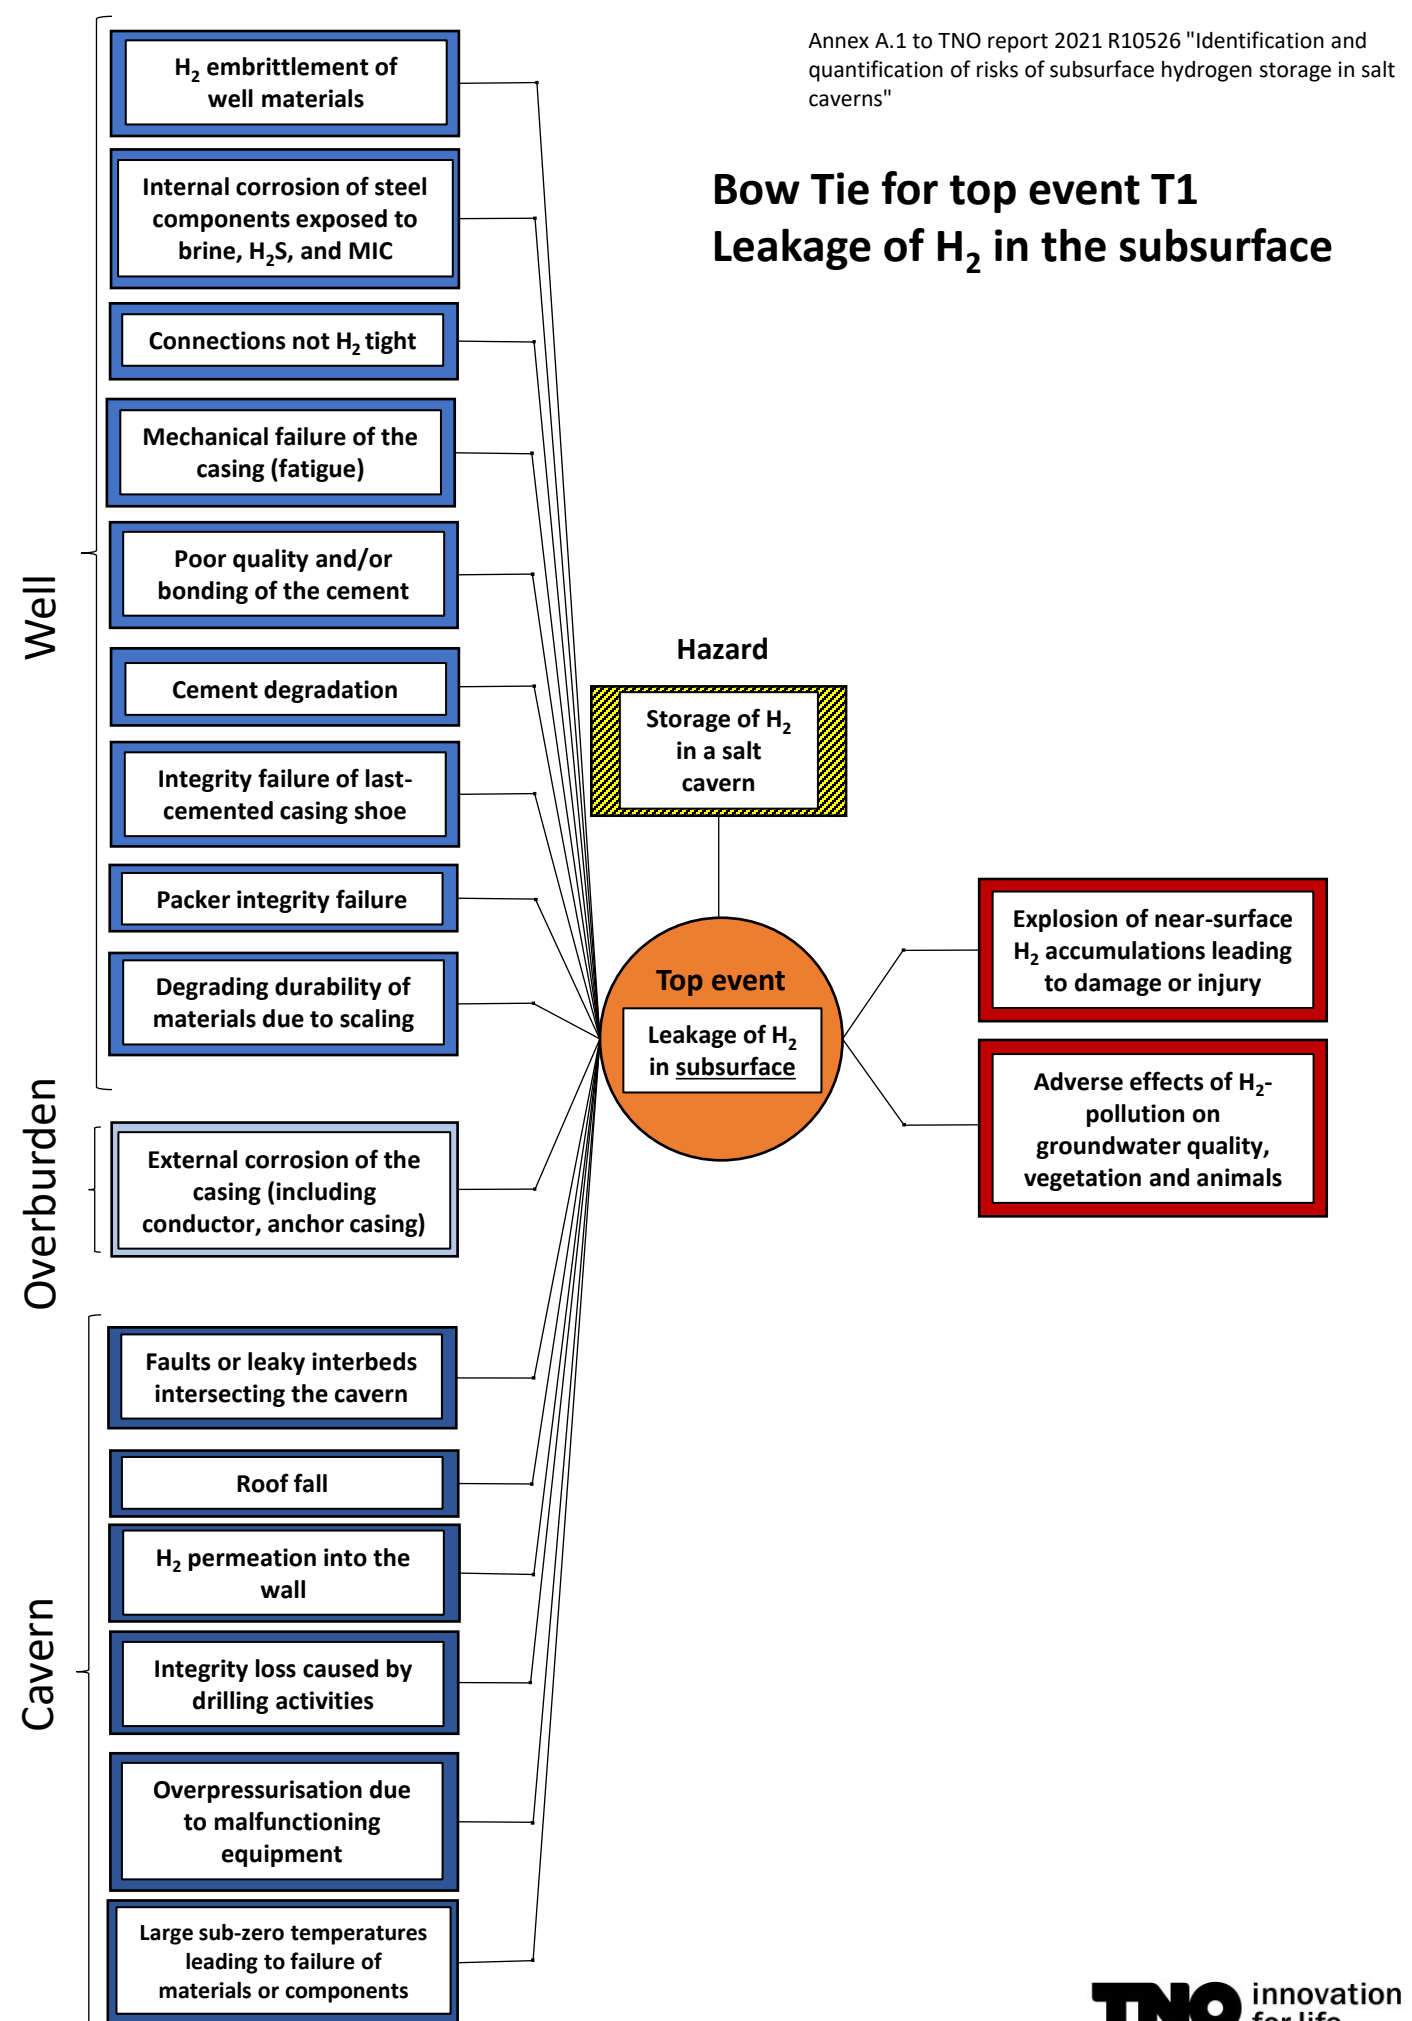 Annex A.1 to TNO report 2021 R10526 "Identification and
quantification of risks of subsurface hydrogen storage in salt
caverns"
Bow Tie for top event T1
Leakage of H₂ in the subsurface
Well
H₂ embrittlement of
well materials
Internal corrosion of steel
components exposed to
brine, H₂S, and MIC
Connections not H₂ tight
Mechanical failure of the
casing (fatigue)
Poor quality and/or
bonding of the cement
Cement degradation
Integrity failure of last-
cemented casing shoe
Packer integrity failure
Degrading durability of
materials due to scaling
Overburden
External corrosion of the
casing (including
conductor, anchor casing)
Cavern
Faults or leaky interbeds
intersecting the cavern
Roof fall
H₂ permeation into the
wall
Integrity loss caused by
drilling activities
Overpressurisation due
to malfunctioning
equipment
Large sub-zero temperatures
leading to failure of
materials or components
Hazard
Storage of H₂
in a salt
cavern
Top event
Leakage of H₂
in subsurface
Explosion of near-surface
H₂ accumulations leading
to damage or injury
Adverse effects of H₂-
pollution on
groundwater quality,
vegetation and animals
TNO innovation
for life